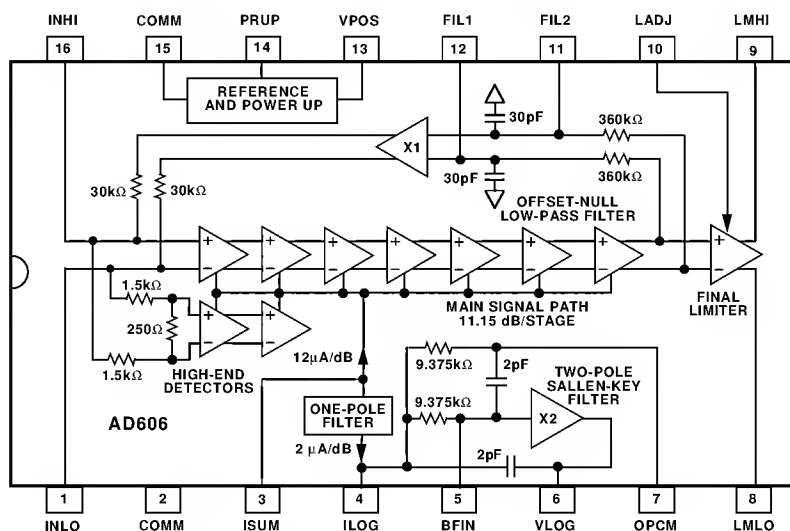 INHI COMM PRUP VPOS FIL1 FIL2 LADJ LMHI
16 15 14 13 12 11 10 9
REFERENCE
AND POWER UP
30pF
360kΩ
X1
30kΩ
30kΩ
30pF
360kΩ
OFFSET-NULL
LOW-PASS FILTER
+ + + + + + + +
– – – – – – – –
1.5kΩ
250Ω
1.5kΩ
+ +
– –
HIGH-END
DETECTORS
MAIN SIGNAL PATH
11.15 dB/STAGE
FINAL
LIMITER
12µA/dB
ONE-POLE
FILTER
2 µA/dB
9.375kΩ
9.375kΩ
2pF
TWO-POLE
SALLEN-KEY
FILTER
X2
2pF
AD606
1 2 3 4 5 6 7 8
INLO COMM ISUM ILOG BFIN VLOG OPCM LMLO